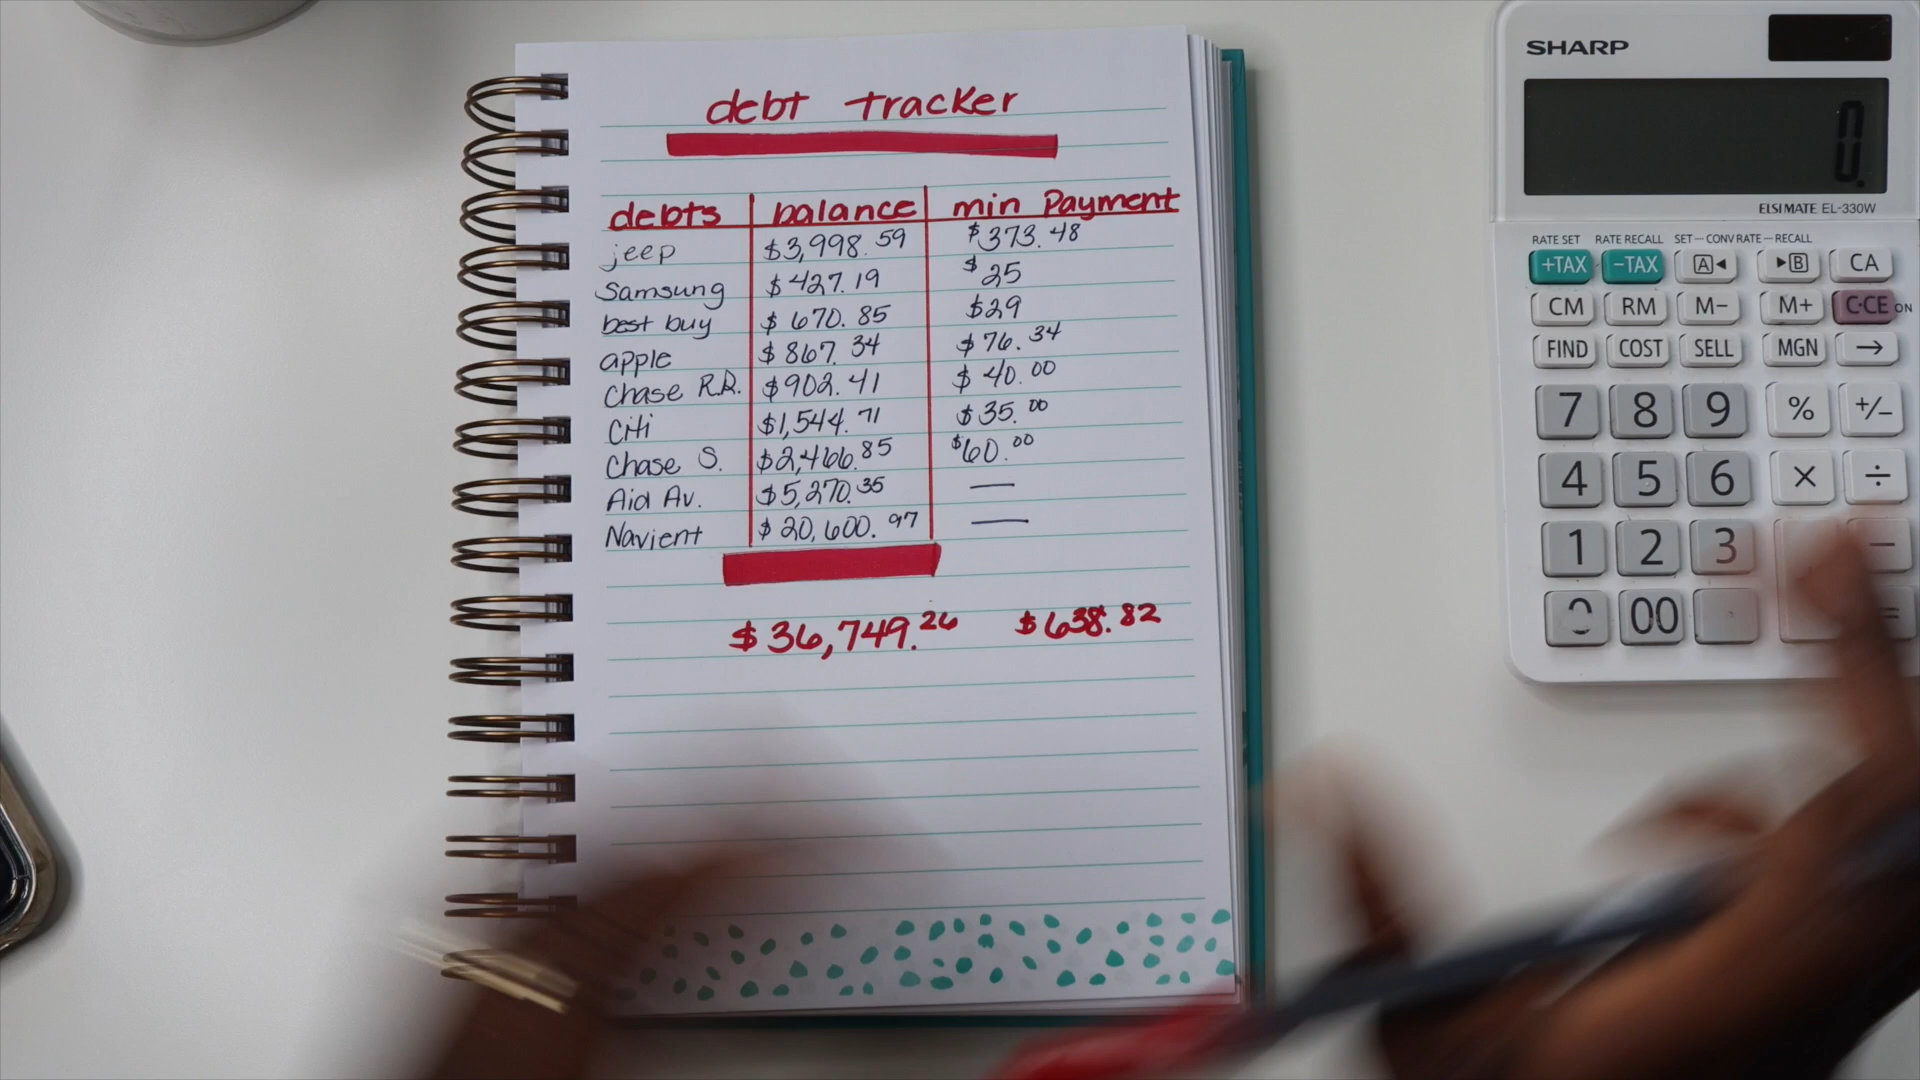 debt tracker
debts balance min Payment
jeep $3,998.59 $373.48
Samsung $427.19 $25
best buy $670.85 $29
apple $867.34 $76.34
Chase R.R. $902.41 $40.00
Citi $1,544.71 $35.00
Chase S. $2,466.85 $60.00
Aid Av. $5,270.35 —
Navient $20,600.97 —
$36,749.26 $638.82
SHARP
0.
ELSIMATE EL-330W
RATE SET RATE RECALL SET—CONV RATE—RECALL
+TAX -TAX A◄ ►B CA
CM RM M- M+ C·CE ON
FIND COST SELL MGN →
7 8 9 % +/-
4 5 6 × ÷
1 2 3 −
00 . =